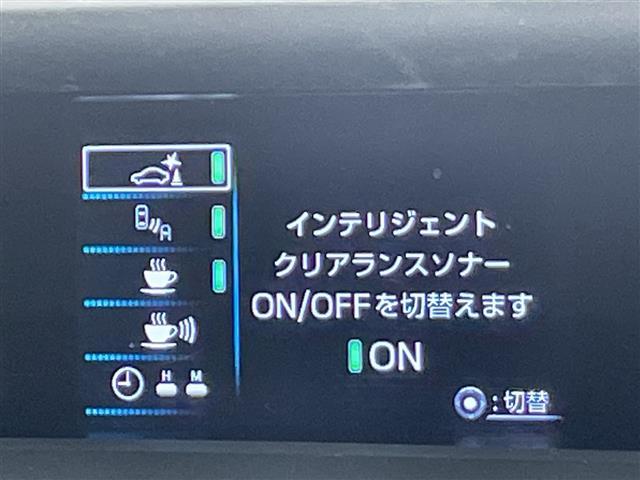 インテリジェント
クリアランスソナー
ON/OFFを切替えます
ON
H M
:切替